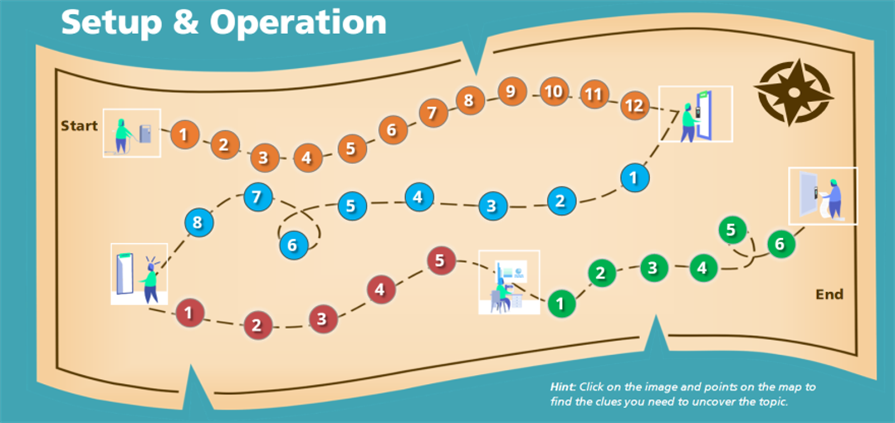 Setup & Operation
Start
1 2 3 4 5 6 7 8 9 10 11 12
1 2 3 4 5 6 7 8
1 2 3 4 5
1 2 3 4 5 6
End
Hint: Click on the image and points on the map to
find the clues you need to uncover the topic.